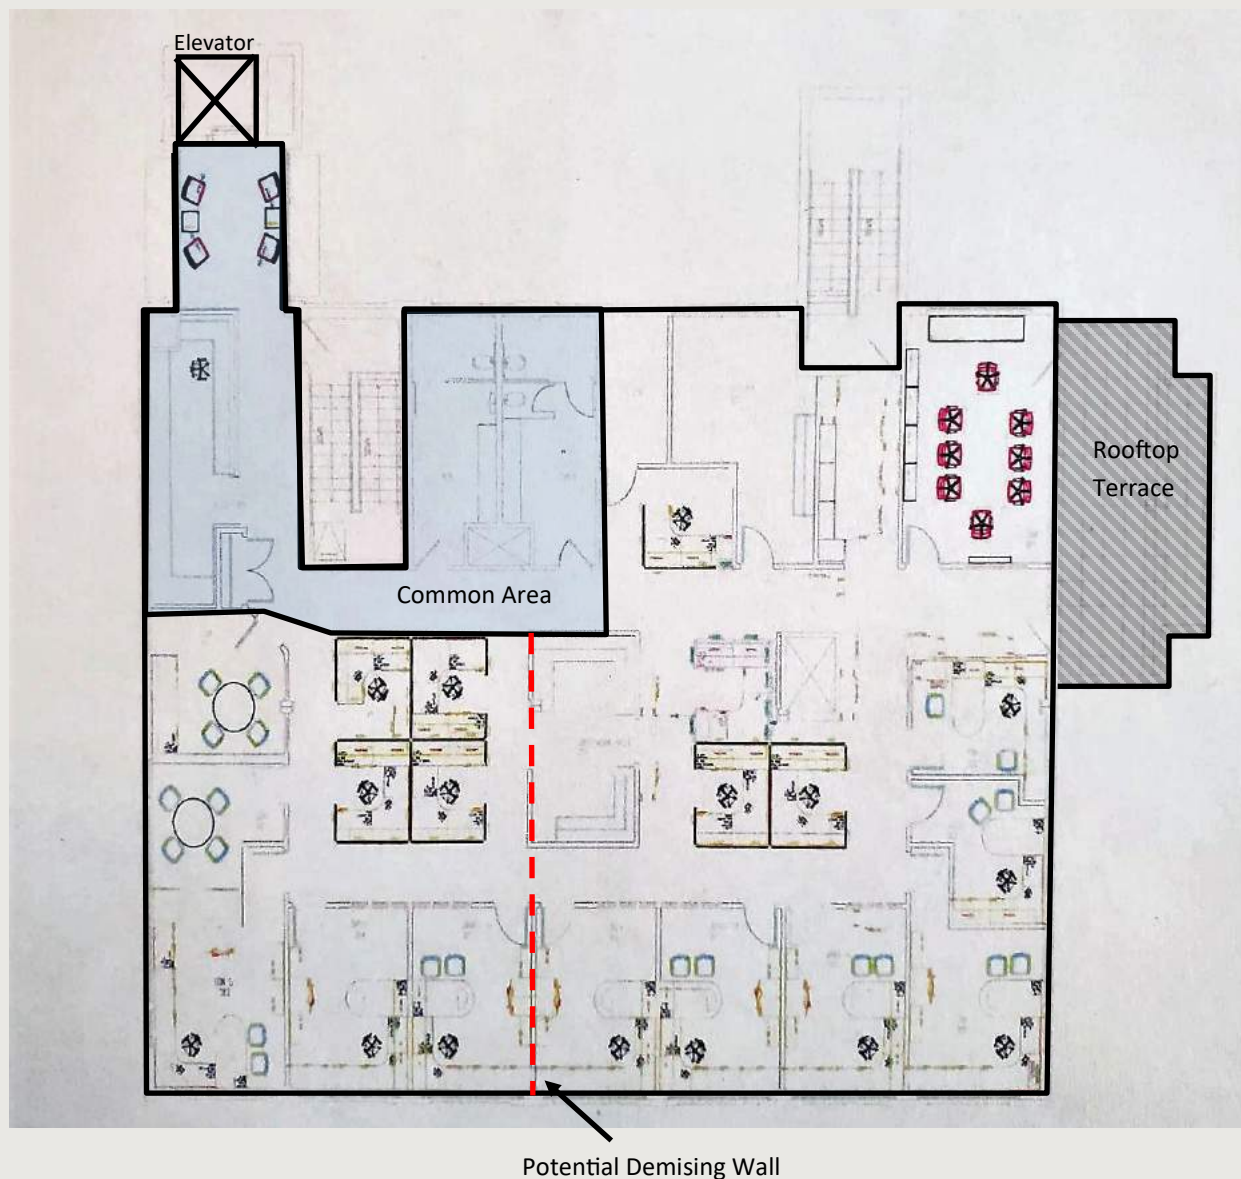 Elevator
Rooftop
Terrace
Common Area
Potential Demising Wall